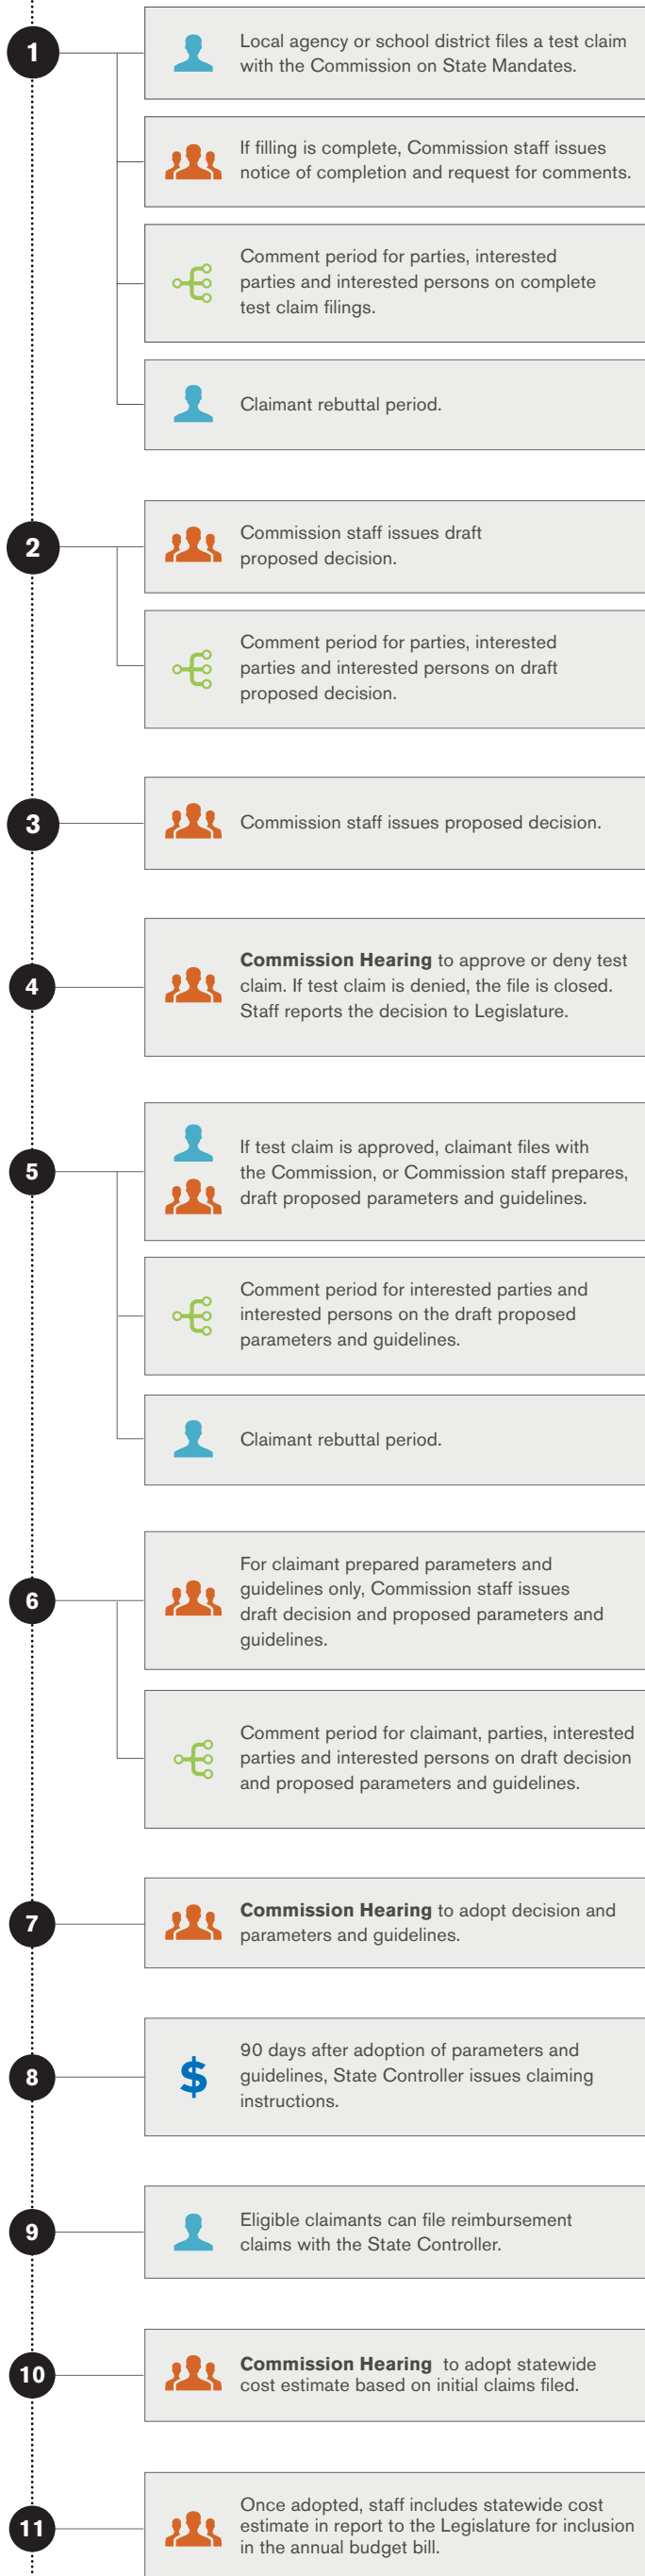 1
Local agency or school district files a test claim
with the Commission on State Mandates.
If filling is complete, Commission staff issues
notice of completion and request for comments.
Comment period for parties, interested
parties and interested persons on complete
test claim filings.
Claimant rebuttal period.
2
Commission staff issues draft
proposed decision.
Comment period for parties, interested
parties and interested persons on draft
proposed decision.
3
Commission staff issues proposed decision.
4
Commission Hearing to approve or deny test
claim. If test claim is denied, the file is closed.
Staff reports the decision to Legislature.
5
If test claim is approved, claimant files with
the Commission, or Commission staff prepares,
draft proposed parameters and guidelines.
Comment period for interested parties and
interested persons on the draft proposed
parameters and guidelines.
Claimant rebuttal period.
6
For claimant prepared parameters and
guidelines only, Commission staff issues
draft decision and proposed parameters and
guidelines.
Comment period for claimant, parties, interested
parties and interested persons on draft decision
and proposed parameters and guidelines.
7
Commission Hearing to adopt decision and
parameters and guidelines.
8
$
90 days after adoption of parameters and
guidelines, State Controller issues claiming
instructions.
9
Eligible claimants can file reimbursement
claims with the State Controller.
10
Commission Hearing to adopt statewide
cost estimate based on initial claims filed.
11
Once adopted, staff includes statewide cost
estimate in report to the Legislature for inclusion
in the annual budget bill.